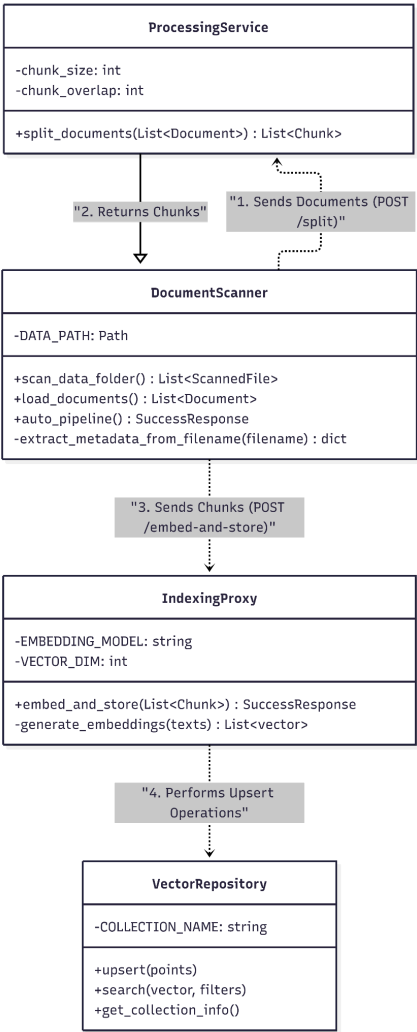 ProcessingService
-chunk_size: int
-chunk_overlap: int
+split_documents(List<Document>) : List<Chunk>
"2. Returns Chunks"
"1. Sends Documents (POST
/split)"
DocumentScanner
-DATA_PATH: Path
+scan_data_folder() : List<ScannedFile>
+load_documents() : List<Document>
+auto_pipeline() : SuccessResponse
-extract_metadata_from_filename(filename) : dict
"3. Sends Chunks (POST
/embed-and-store)"
IndexingProxy
-EMBEDDING_MODEL: string
-VECTOR_DIM: int
+embed_and_store(List<Chunk>) : SuccessResponse
-generate_embeddings(texts) : List<vector>
"4. Performs Upsert
Operations"
VectorRepository
-COLLECTION_NAME: string
+upsert(points)
+search(vector, filters)
+get_collection_info()